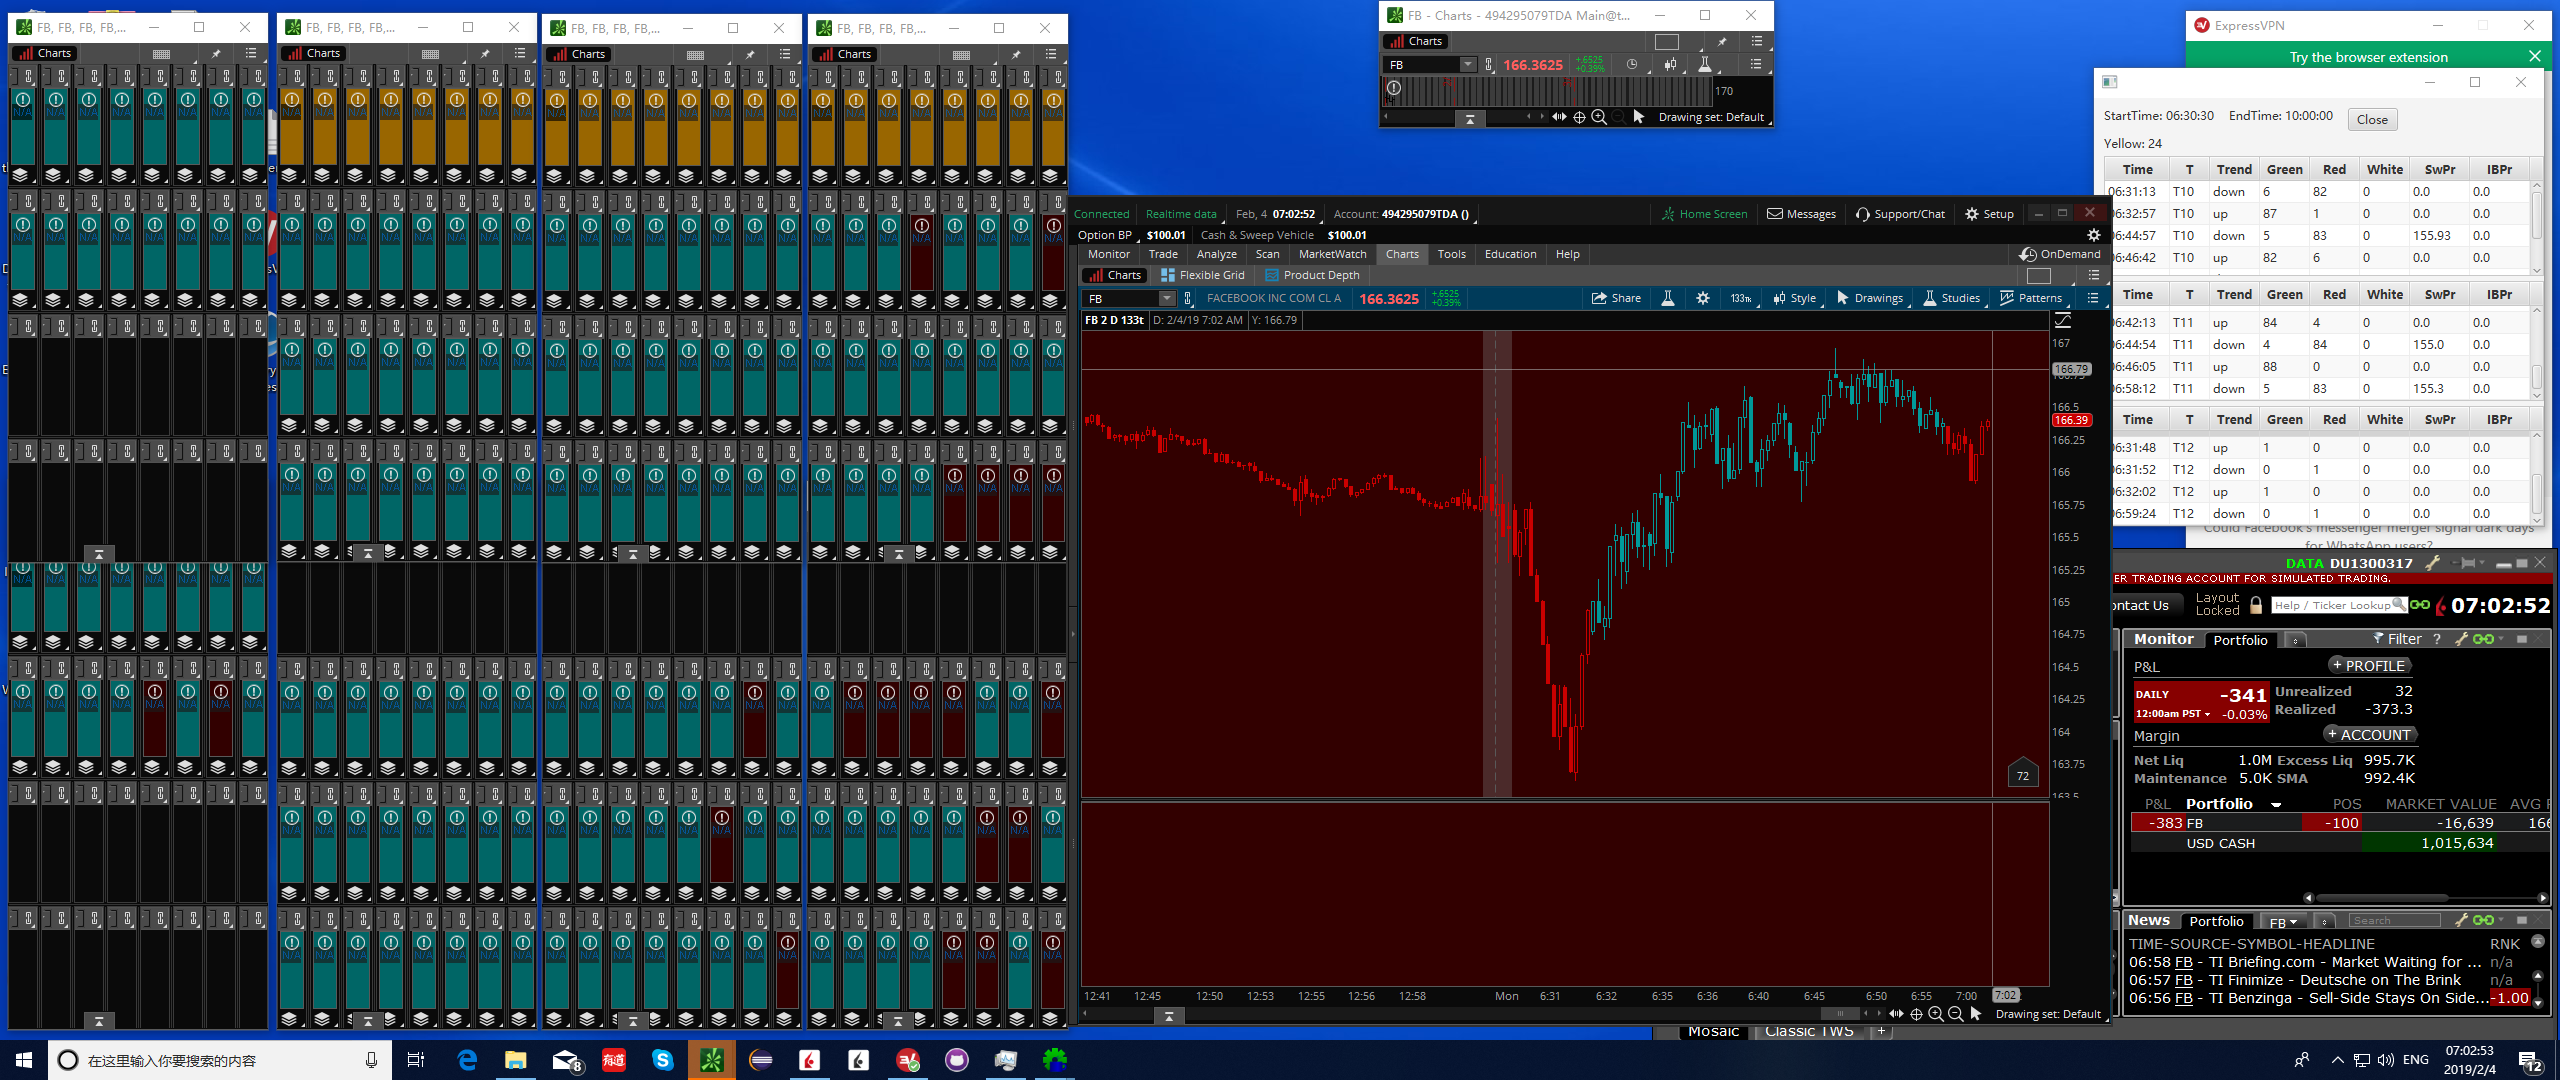 FB, FB, FB, FB,...
FB, FB, FB, FB,...
FB, FB, FB, FB,...
FB, FB, FB, FB,...
Charts
Charts
Charts
Charts
FB - Charts - 494295079TDA Main@t...
Charts
FB
166.3625
+.6525
+0.39%
170
Drawing set: Default
ExpressVPN
Try the browser extension
StartTime: 06:30:30 EndTime: 10:00:00 Close
Yellow: 24
Time T Trend Green Red White SwPr IBPr
06:31:13 T10 down 6 82 0 0.0 0.0
06:32:57 T10 up 87 1 0 0.0 0.0
06:44:57 T10 down 5 83 0 155.93 0.0
06:46:42 T10 up 82 6 0 0.0 0.0
Time T Trend Green Red White SwPr IBPr
06:42:13 T11 up 84 4 0 0.0 0.0
06:44:54 T11 down 4 84 0 155.0 0.0
06:46:05 T11 up 88 0 0 0.0 0.0
06:58:12 T11 down 5 83 0 155.3 0.0
Time T Trend Green Red White SwPr IBPr
06:31:48 T12 up 1 0 0 0.0 0.0
06:31:52 T12 down 0 1 0 0.0 0.0
06:32:02 T12 up 1 0 0 0.0 0.0
06:59:24 T12 down 0 1 0 0.0 0.0
Could Facebook's messenger merger signal dark days
for WhatsApp users?
Connected Realtime data Feb, 4 07:02:52 Account: 494295079TDA () Home Screen Messages Support/Chat Setup
Option BP $100.01 Cash & Sweep Vehicle $100.01
Monitor Trade Analyze Scan MarketWatch Charts Tools Education Help OnDemand
Charts Flexible Grid Product Depth
FB FACEBOOK INC COM CL A 166.3625 +.6525 +0.39% Share 133tk Style Drawings Studies Patterns
FB 2 D 133t D: 2/4/19 7:02 AM Y: 166.79
167
166.79
166.5
166.39
166.25
166
165.75
165.5
165.25
165
164.75
164.5
164.25
164
163.75
163.5
72
12:41 12:45 12:50 12:53 12:55 12:56 12:58 Mon 6:31 6:32 6:35 6:36 6:40 6:45 6:50 6:55 7:00 7:02
Drawing set: Default
DATA DU1300317
ER TRADING ACCOUNT FOR SIMULATED TRADING.
ontact Us Layout Locked Help / Ticker Lookup 07:02:52
Monitor Portfolio Filter ?
P&L + PROFILE
DAILY -341 Unrealized 32
12:00am PST -0.03% Realized -373.3
Margin + ACCOUNT
Net Liq 1.0M Excess Liq 995.7K
Maintenance 5.0K SMA 992.4K
P&L Portfolio POS MARKET VALUE AVG P
-383 FB -100 -16,639 166
USD CASH 1,015,634
News Portfolio FB Search
TIME-SOURCE-SYMBOL-HEADLINE RNK
06:58 FB - TI Briefing.com - Market Waiting for ... n/a
06:57 FB - TI Finimize - Deutsche on The Brink n/a
06:56 FB - TI Benzinga - Sell-Side Stays On Side... -1.00
Mosaic Classic TWS +
在这里输入你要搜索的内容
8
有道
ENG
07:02:53
2019/2/4
12